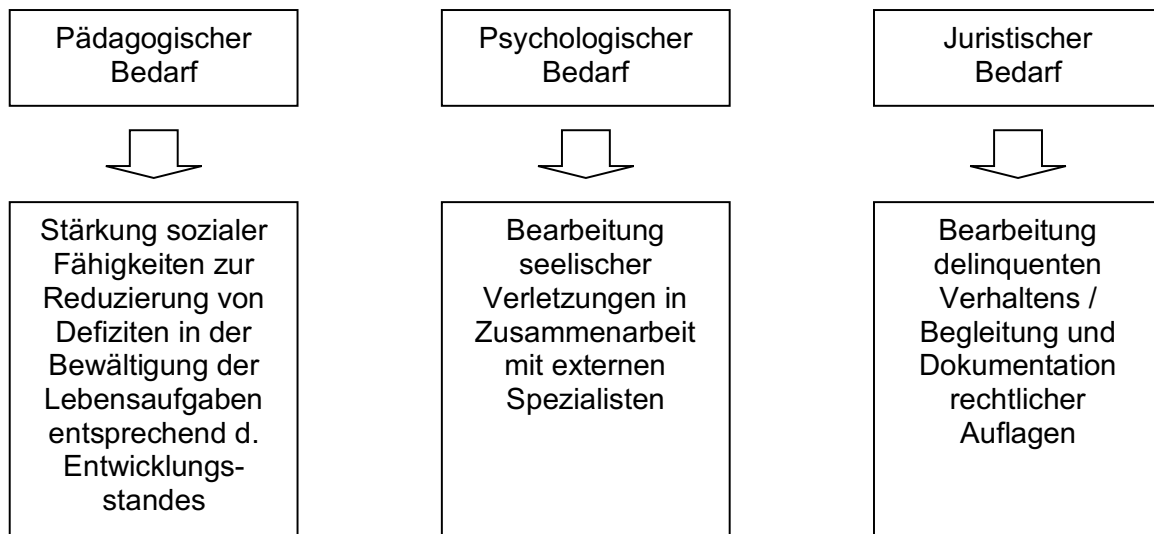 Pädagogischer
Bedarf
Psychologischer
Bedarf
Juristischer
Bedarf
Stärkung sozialer
Fähigkeiten zur
Reduzierung von
Defiziten in der
Bewältigung der
Lebensaufgaben
entsprechend d.
Entwicklungs-
standes
Bearbeitung
seelischer
Verletzungen in
Zusammenarbeit
mit externen
Spezialisten
Bearbeitung
delinquenten
Verhaltens /
Begleitung und
Dokumentation
rechtlicher
Auflagen